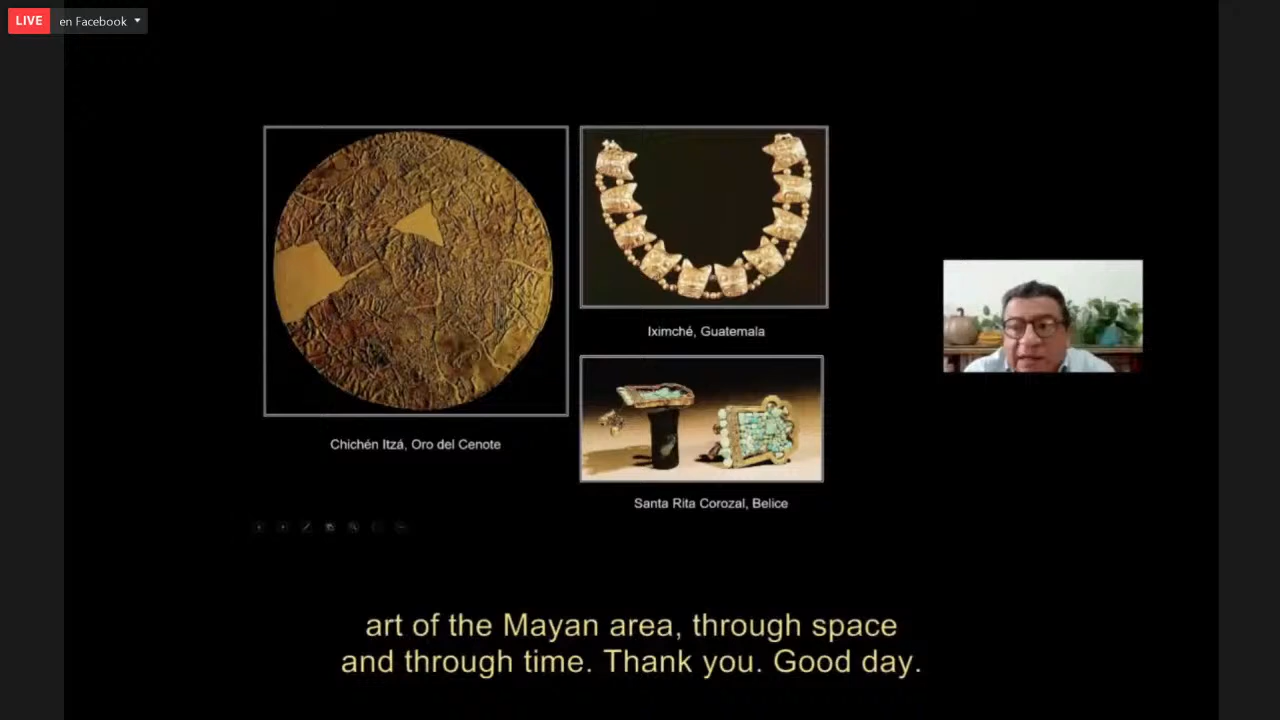 LIVE en Facebook
Iximché, Guatemala
Chichén Itzá, Oro del Cenote
Santa Rita Corozal, Belice
art of the Mayan area, through space
and through time. Thank you. Good day.